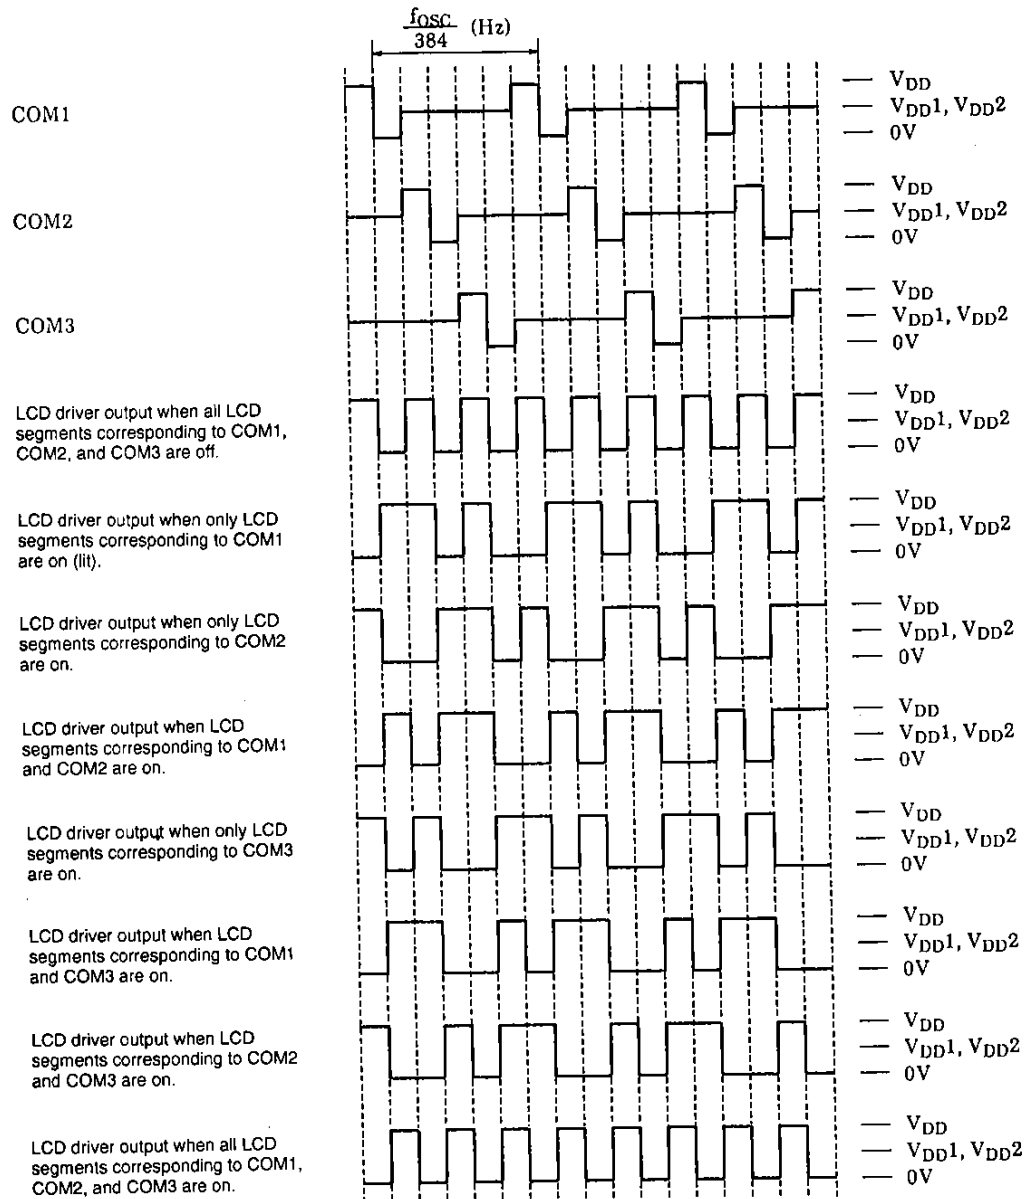 fOSC
384
(Hz)
COM1
VDD
VDD1, VDD2
0V
COM2
VDD
VDD1, VDD2
0V
COM3
VDD
VDD1, VDD2
0V
LCD driver output when all LCD
segments corresponding to COM1,
COM2, and COM3 are off.
VDD
VDD1, VDD2
0V
LCD driver output when only LCD
segments corresponding to COM1
are on (lit).
VDD
VDD1, VDD2
0V
LCD driver output when only LCD
segments corresponding to COM2
are on.
VDD
VDD1, VDD2
0V
LCD driver output when LCD
segments corresponding to COM1
and COM2 are on.
VDD
VDD1, VDD2
0V
LCD driver output when only LCD
segments corresponding to COM3
are on.
VDD
VDD1, VDD2
0V
LCD driver output when LCD
segments corresponding to COM1
and COM3 are on.
VDD
VDD1, VDD2
0V
LCD driver output when LCD
segments corresponding to COM2
and COM3 are on.
VDD
VDD1, VDD2
0V
LCD driver output when all LCD
segments corresponding to COM1,
COM2, and COM3 are on.
VDD
VDD1, VDD2
0V